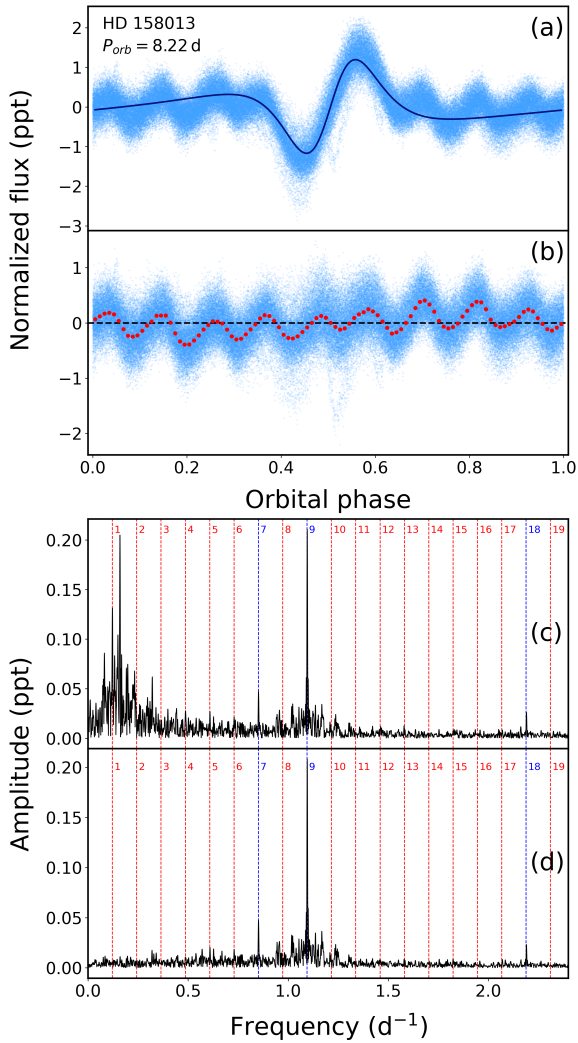 (a)
HD 158013
P_orb = 8.22 d
2
1
0
−1
−2
−3
Normalized flux (ppt)
(b)
1
0
−1
−2
0.0 0.2 0.4 0.6 0.8 1.0
Orbital phase
0.20
0.15
0.10
0.05
0.00
1 2 3 4 5 6 7 8 9 10 11 12 13 14 15 16 17 18 19
(c)
Amplitude (ppt)
0.20
0.15
0.10
0.05
0.00
1 2 3 4 5 6 7 8 9 10 11 12 13 14 15 16 17 18 19
(d)
0.0 0.5 1.0 1.5 2.0
Frequency (d⁻¹)